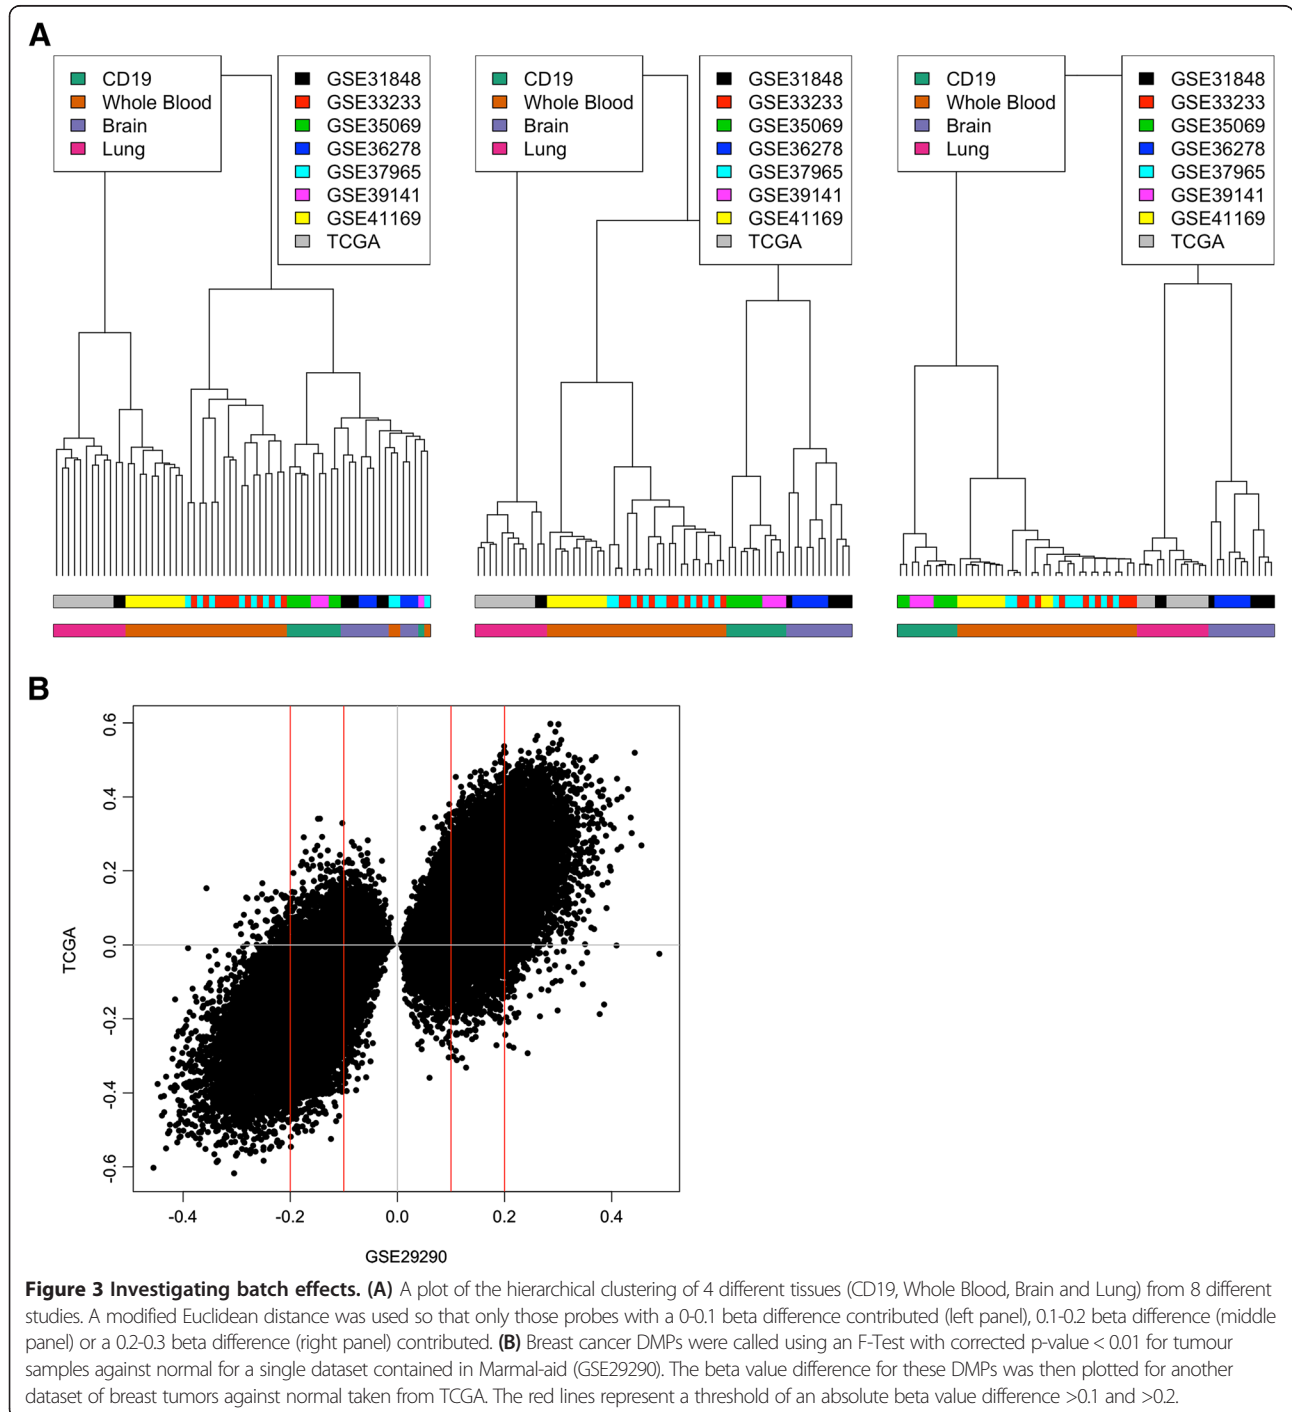 A
CD19
Whole Blood
Brain
Lung
GSE31848
GSE33233
GSE35069
GSE36278
GSE37965
GSE39141
GSE41169
TCGA
CD19
Whole Blood
Brain
Lung
GSE31848
GSE33233
GSE35069
GSE36278
GSE37965
GSE39141
GSE41169
TCGA
CD19
Whole Blood
Brain
Lung
GSE31848
GSE33233
GSE35069
GSE36278
GSE37965
GSE39141
GSE41169
TCGA
B
TCGA
0.6
0.4
0.2
0.0
-0.2
-0.4
-0.6
-0.4
-0.2
0.0
0.2
0.4
GSE29290
Figure 3 Investigating batch effects. (A) A plot of the hierarchical clustering of 4 different tissues (CD19, Whole Blood, Brain and Lung) from 8 different
studies. A modified Euclidean distance was used so that only those probes with a 0-0.1 beta difference contributed (left panel), 0.1-0.2 beta difference (middle
panel) or a 0.2-0.3 beta difference (right panel) contributed. (B) Breast cancer DMPs were called using an F-Test with corrected p-value < 0.01 for tumour
samples against normal for a single dataset contained in Marmal-aid (GSE29290). The beta value difference for these DMPs was then plotted for another
dataset of breast tumors against normal taken from TCGA. The red lines represent a threshold of an absolute beta value difference >0.1 and >0.2.